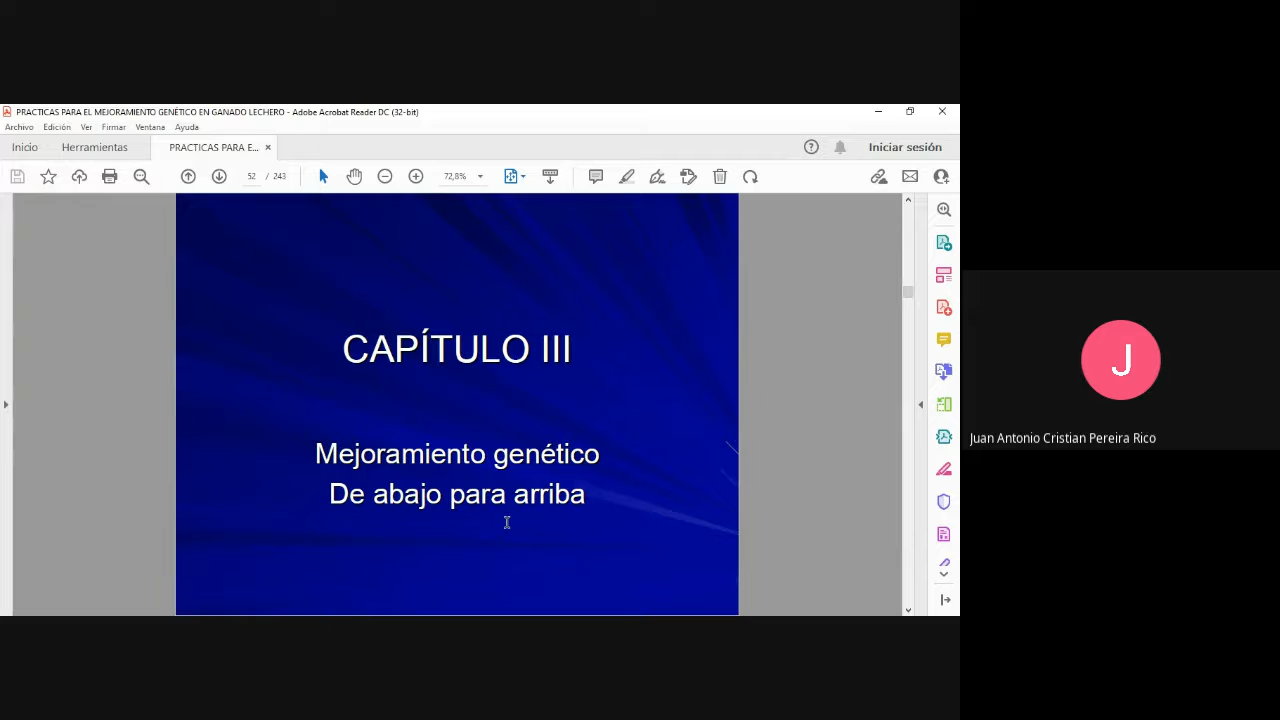 PRACTICAS PARA EL MEJORAMIENTO GENÉTICO EN GANADO LECHERO - Adobe Acrobat Reader DC (32-bit)
Archivo Edición Ver Firmar Ventana Ayuda
Inicio Herramientas PRACTICAS PARA E... × Iniciar sesión
52 / 243 72,8%
CAPÍTULO III
Mejoramiento genético
De abajo para arriba
J
Juan Antonio Cristian Pereira Rico